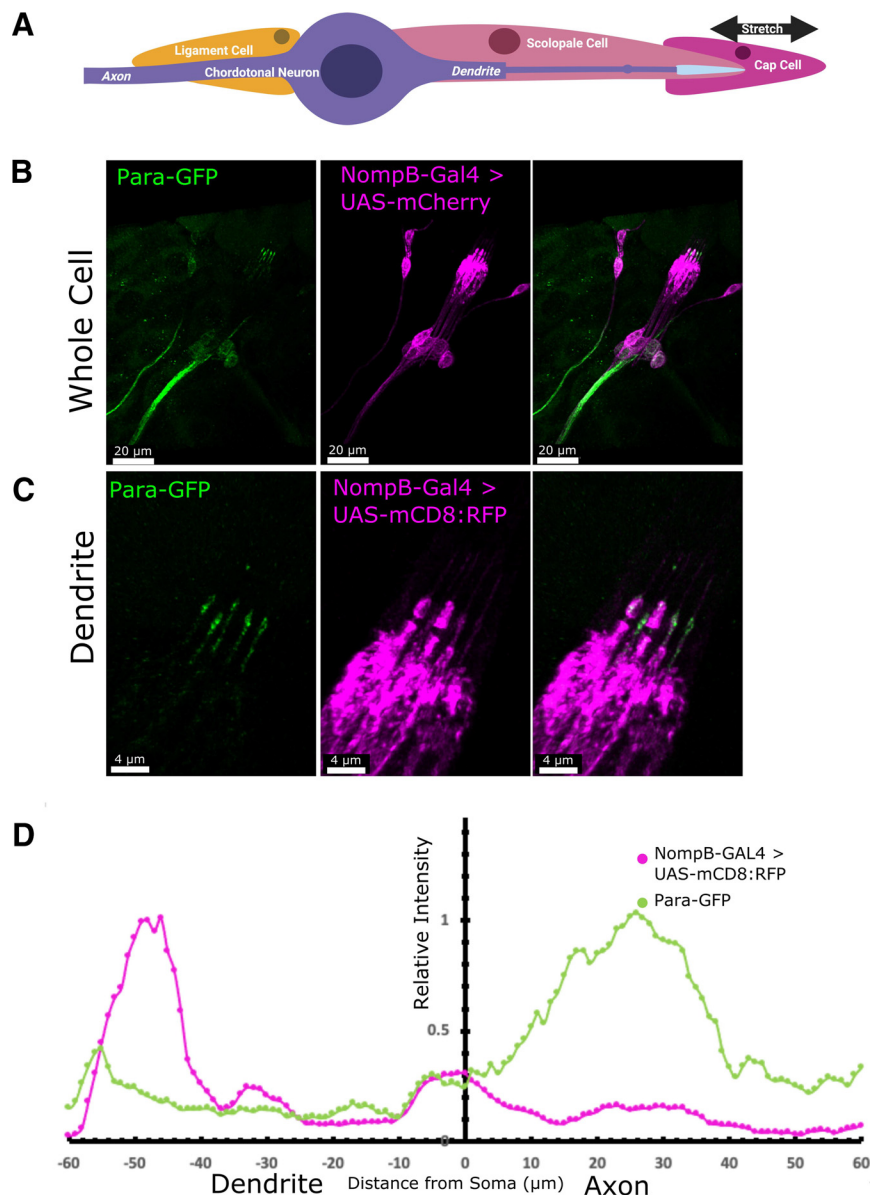 A
Stretch
Ligament Cell
Scolopale Cell
Cap Cell
Axon
Chordotonal Neuron
Dendrite
B
Whole Cell
Para-GFP
NompB-Gal4 >
UAS-mCherry
20 µm
20 µm
20 µm
C
Dendrite
Para-GFP
NompB-Gal4 >
UAS-mCD8:RFP
4 µm
4 µm
4 µm
D
Relative Intensity
NompB-GAL4 >
UAS-mCD8:RFP
Para-GFP
1
0.5
0
-60 -50 -40 -30 -20 -10 0 10 20 30 40 50 60
Dendrite Distance from Soma (µm) Axon